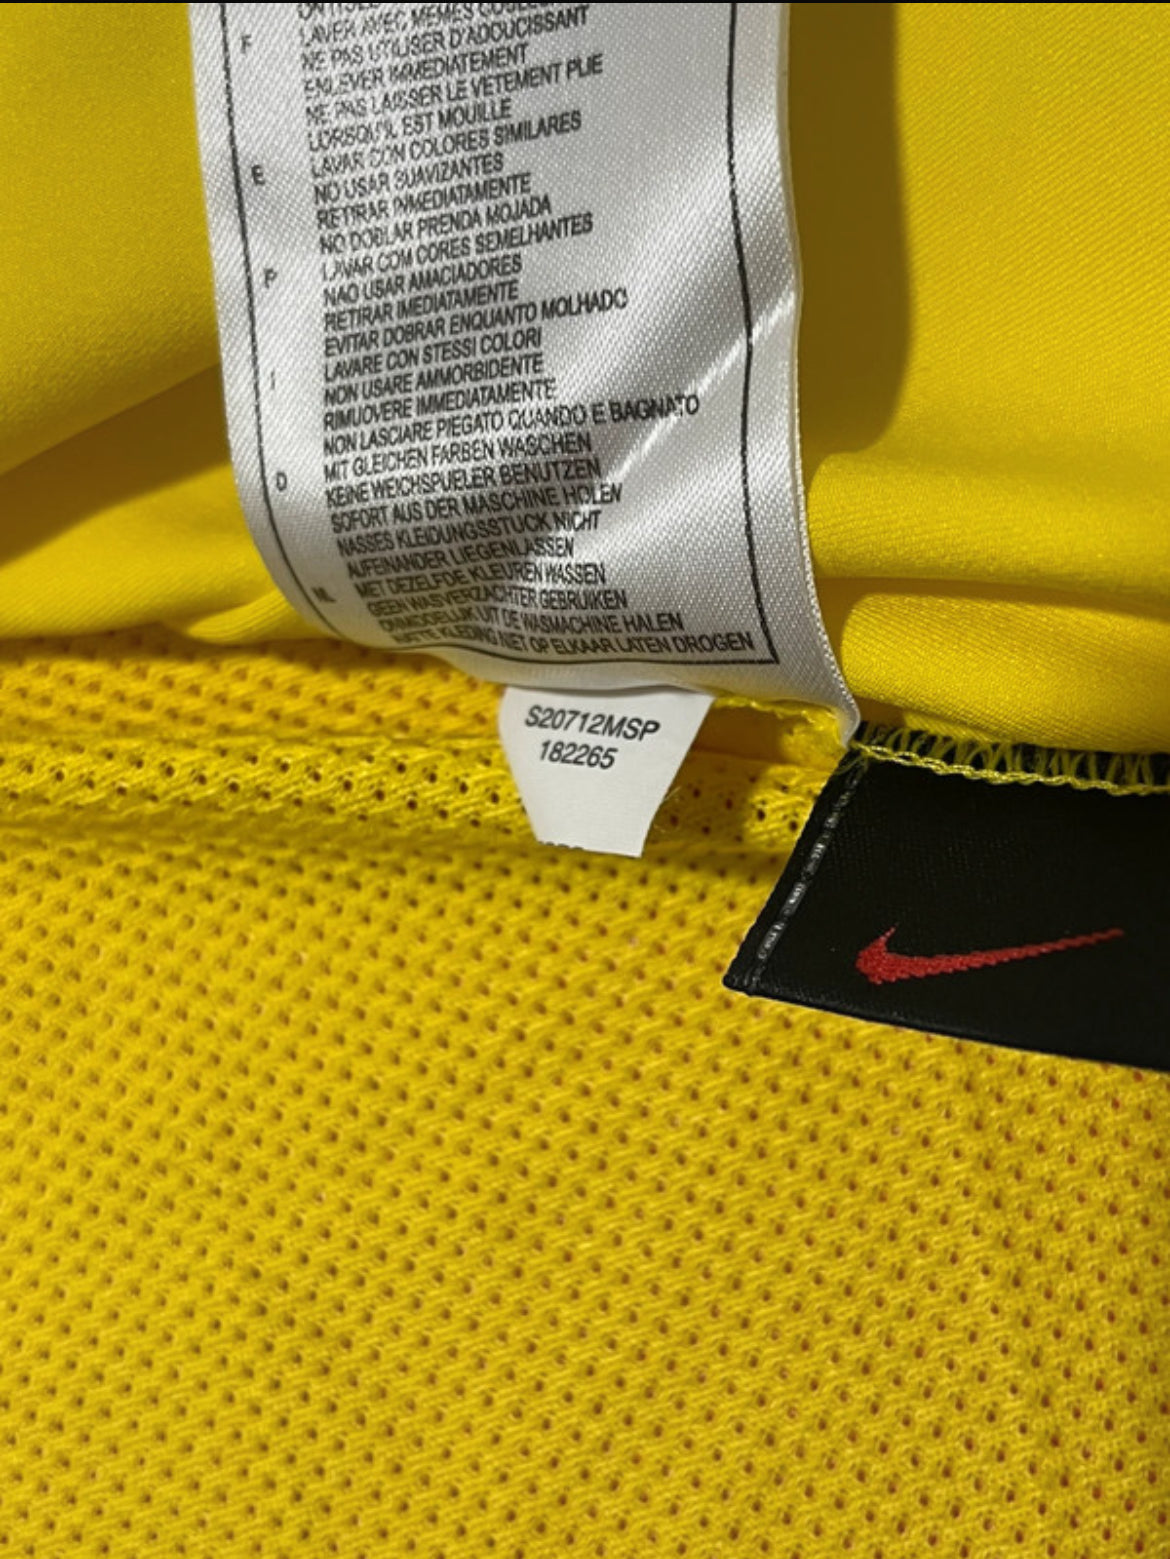 LAVER AVEC MEMES
F
NE PAS UTILISER D'ADOUCISSANT
ENLEVER IMMEDIATEMENT
NE PAS LAISSER LE VETEMENT PLIE
LORSQU'IL EST MOUILLE
E
LAVAR CON COLORES SIMILARES
NO USAR SUAVIZANTES
RETIRAR INMEDIATAMENTE
NO DOBLAR PRENDA MOJADA
P
LAVAR COM CORES SEMELHANTES
NAO USAR AMACIADORES
RETIRAR IMEDIATAMENTE
EVITAR DOBRAR ENQUANTO MOLHADO
I
LAVARE CON STESSI COLORI
NON USARE AMMORBIDENTE
RIMUOVERE IMMEDIATAMENTE
NON LASCIARE PIEGATO QUANDO E BAGNATO
D
MIT GLEICHEN FARBEN WASCHEN
KEINE WEICHSPUELER BENUTZEN
SOFORT AUS DER MASCHINE HOLEN
NASSES KLEIDUNGSSTUCK NICHT
AUFEINANDER LIEGENLASSEN
NL
MET DEZELFDE KLEUREN WASSEN
GEEN WASVERZACHTER GEBRUIKEN
ONMIDDELIJK UIT DE WASMACHINE HALEN
NATTE KLEDING NIET OP ELKAAR LATEN DROGEN
S20712MSP
182265